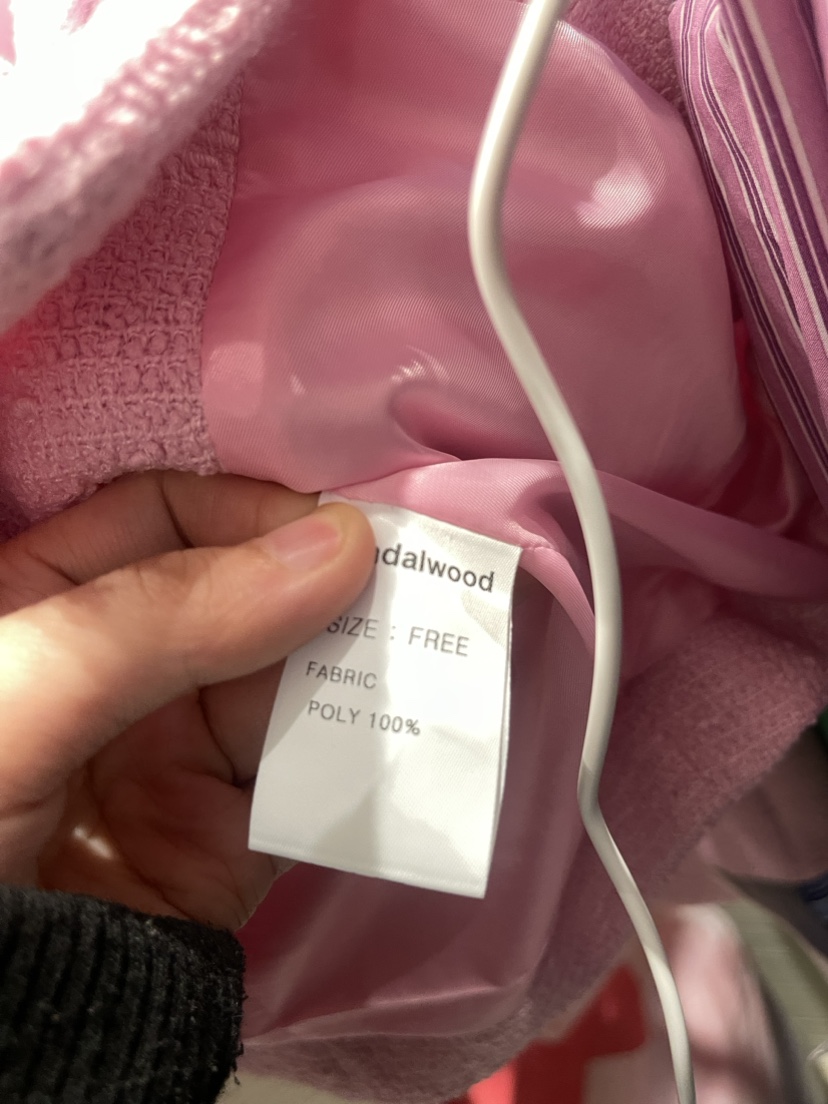 ndalwood
SIZE : FREE
FABRIC
POLY 100%